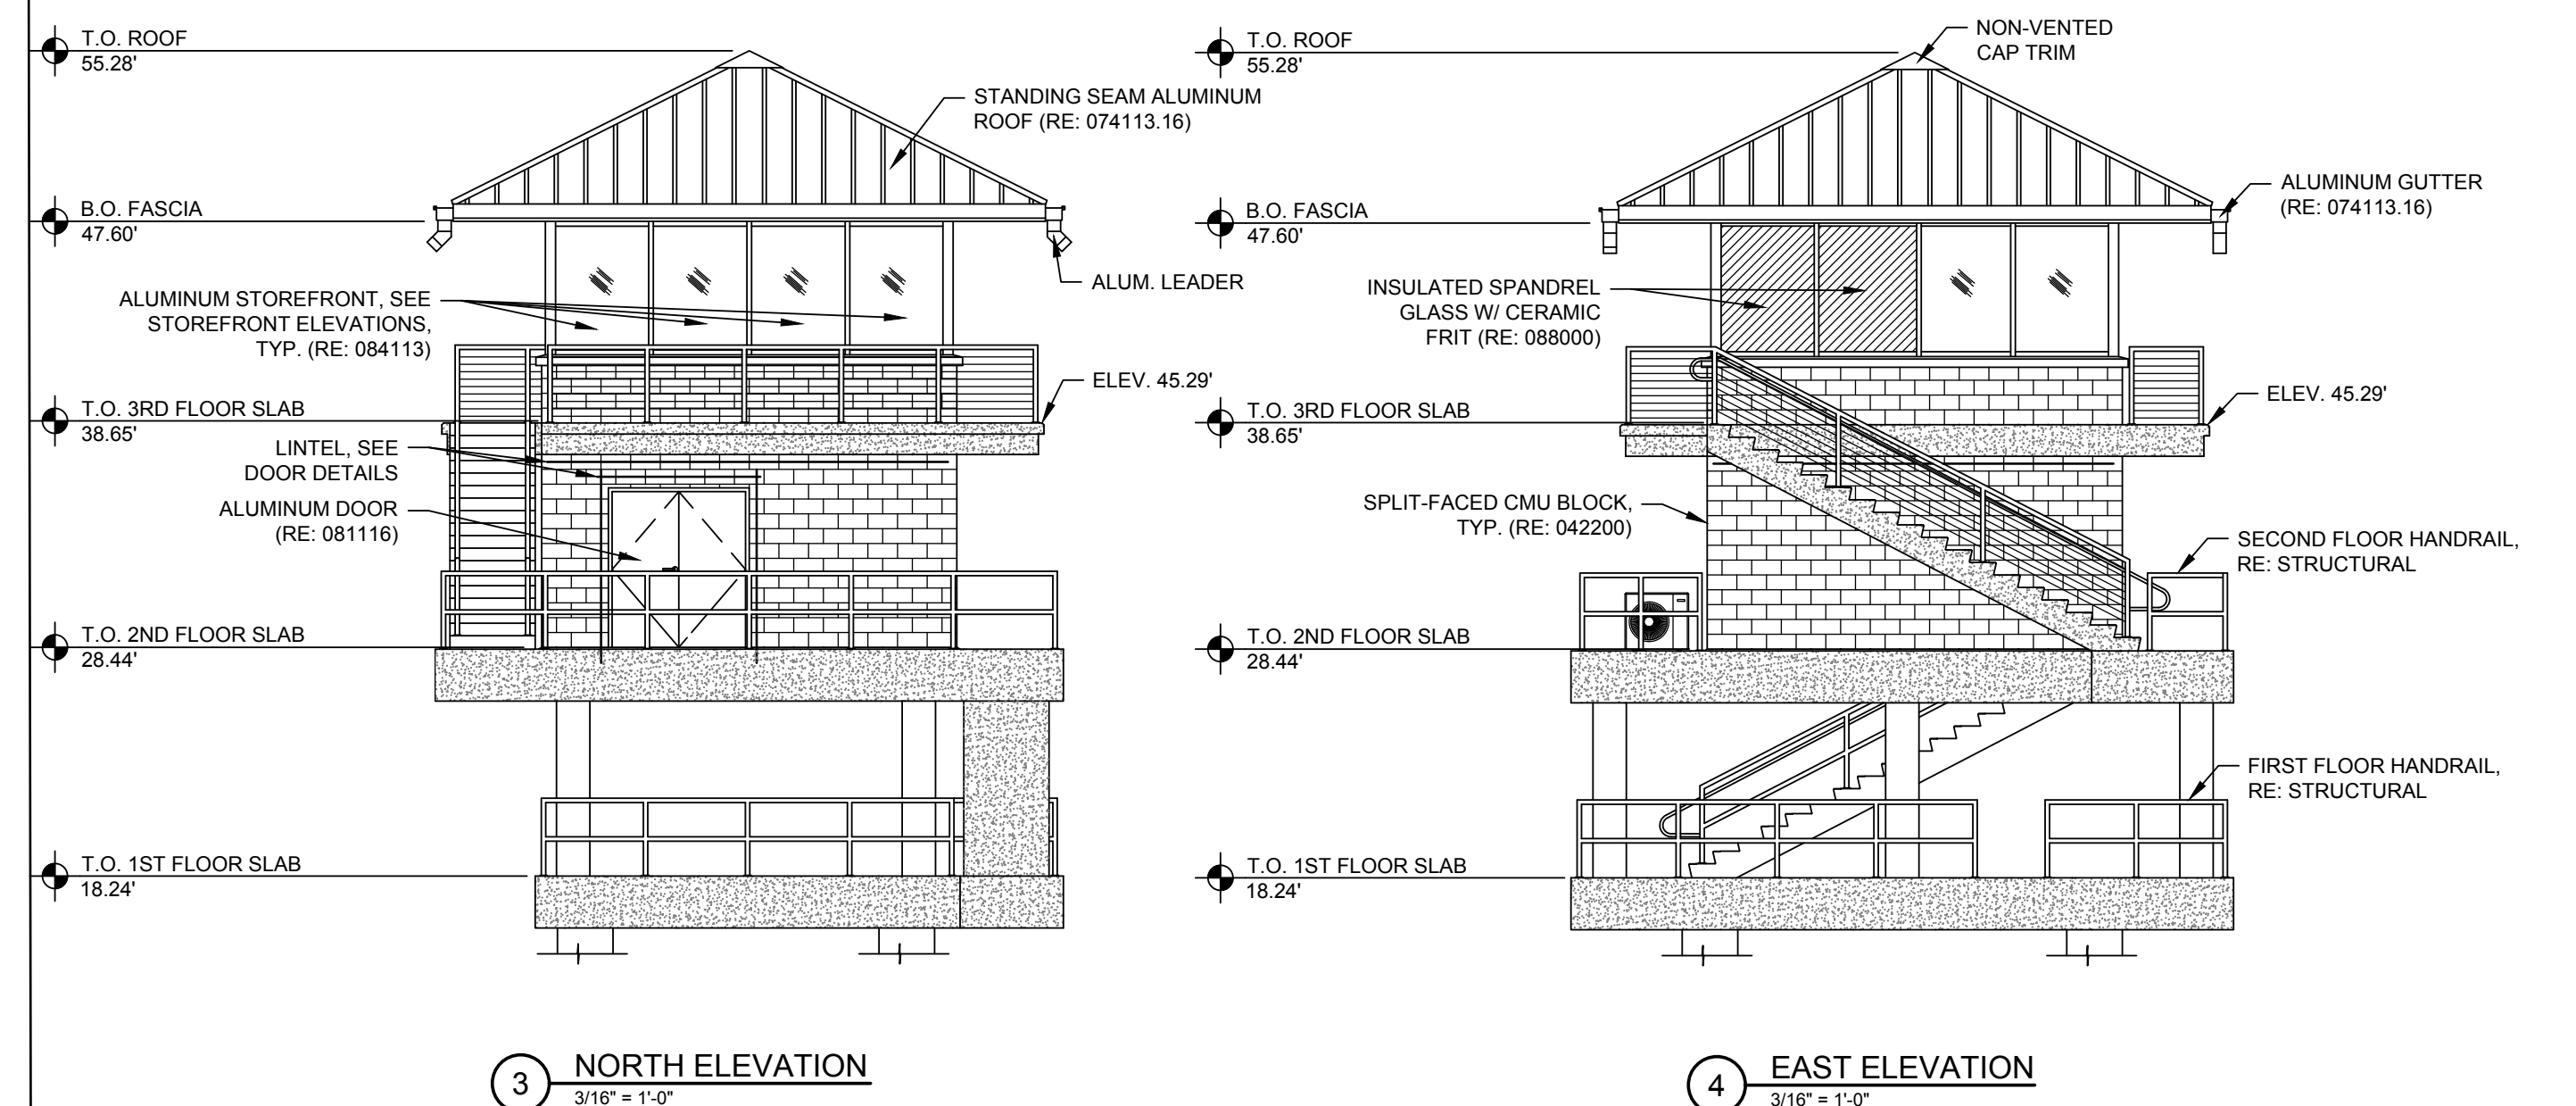 T.O. ROOF
55.28'
STANDING SEAM ALUMINUM
ROOF (RE: 074113.16)
B.O. FASCIA
47.60'
ALUM. LEADER
ALUMINUM STOREFRONT, SEE
STOREFRONT ELEVATIONS,
TYP. (RE: 084113)
ELEV. 45.29'
T.O. 3RD FLOOR SLAB
38.65'
LINTEL, SEE
DOOR DETAILS
ALUMINUM DOOR
(RE: 081116)
T.O. 2ND FLOOR SLAB
28.44'
T.O. 1ST FLOOR SLAB
18.24'
3
NORTH ELEVATION
3/16" = 1'-0"
T.O. ROOF
55.28'
NON-VENTED
CAP TRIM
ALUMINUM GUTTER
(RE: 074113.16)
B.O. FASCIA
47.60'
INSULATED SPANDREL
GLASS W/ CERAMIC
FRIT (RE: 088000)
ELEV. 45.29'
T.O. 3RD FLOOR SLAB
38.65'
SPLIT-FACED CMU BLOCK,
TYP. (RE: 042200)
SECOND FLOOR HANDRAIL,
RE: STRUCTURAL
T.O. 2ND FLOOR SLAB
28.44'
FIRST FLOOR HANDRAIL,
RE: STRUCTURAL
T.O. 1ST FLOOR SLAB
18.24'
4
EAST ELEVATION
3/16" = 1'-0"